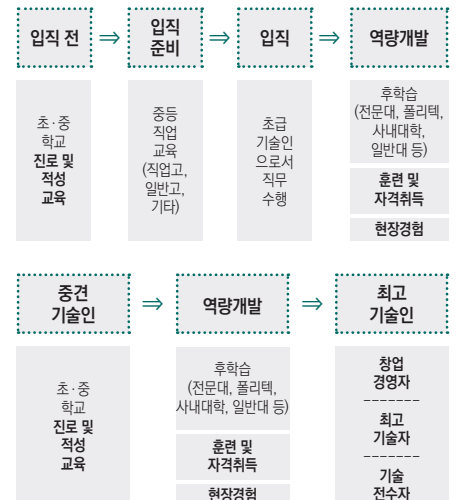 입직 전 ⇒ 입직 준비 ⇒ 입직 ⇒ 역량개발
초·중
학교
진로 및
적성
교육
중등
직업
교육
(직업고,
일반고,
기타)
초급
기술인
으로서
직무
수행
후학습
(전문대, 폴리텍,
사내대학,
일반대 등)
훈련 및
자격취득
현장경험
중견
기술인
⇒
역량개발
⇒
최고
기술인
초·중
학교
진로 및
적성
교육
후학습
(전문대, 폴리텍,
사내대학, 일반대 등)
훈련 및
자격취득
현장경험
창업
경영자
최고
기술자
기술
전수자